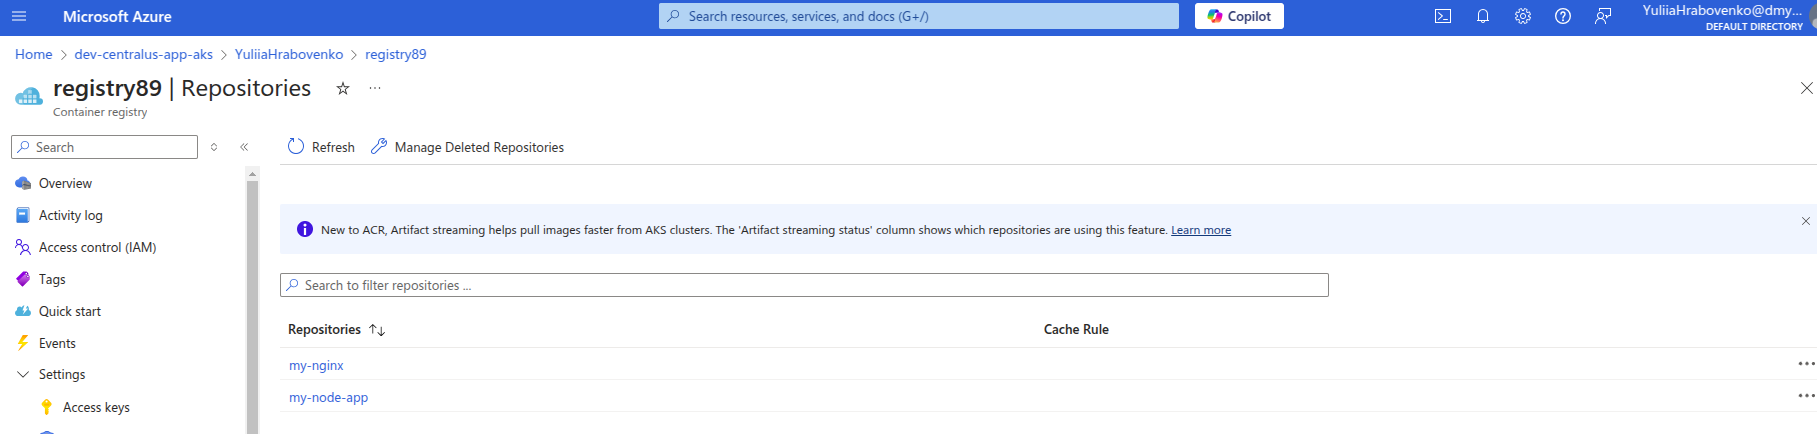 Microsoft Azure
Search resources, services, and docs (G+/)
Copilot
YuliiaHrabovenko@dmy...
DEFAULT DIRECTORY
Home > dev-centralus-app-aks > YuliiaHrabovenko > registry89
registry89 | Repositories
Container registry
Search
Refresh
Manage Deleted Repositories
Overview
Activity log
Access control (IAM)
Tags
Quick start
Events
Settings
Access keys
New to ACR, Artifact streaming helps pull images faster from AKS clusters. The 'Artifact streaming status' column shows which repositories are using this feature. Learn more
Search to filter repositories ...
Repositories Cache Rule
my-nginx
my-node-app